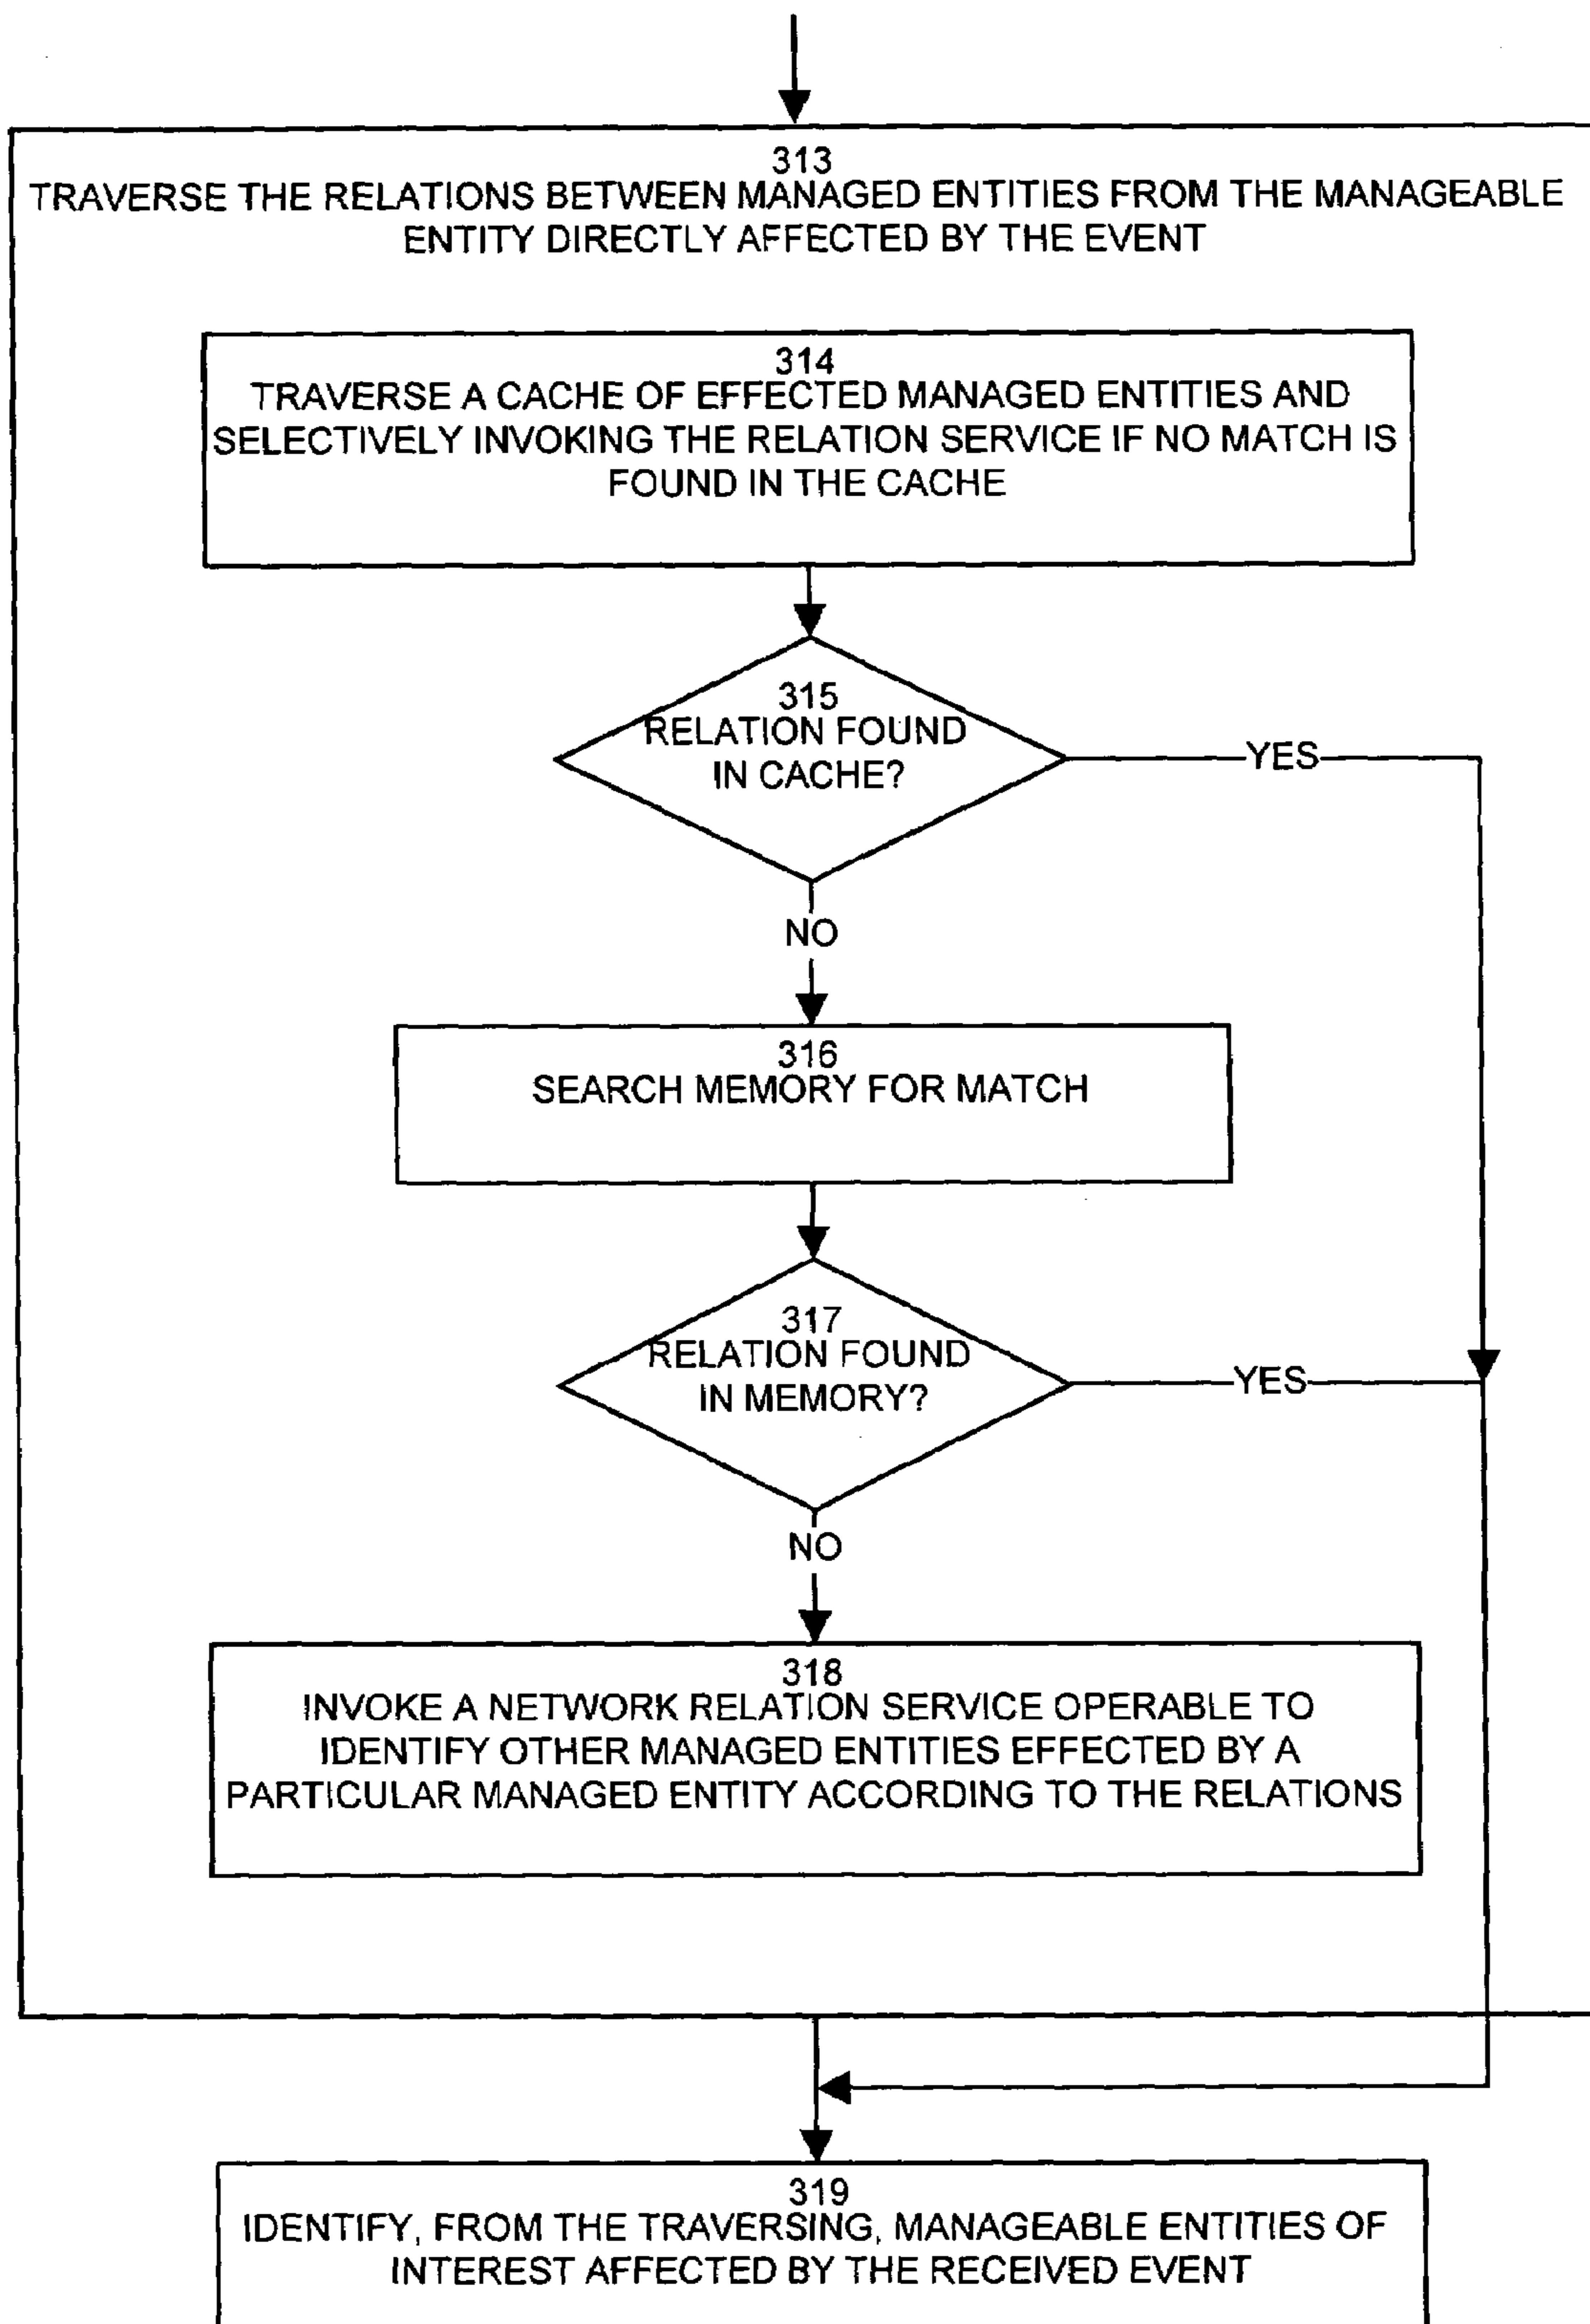 313
TRAVERSE THE RELATIONS BETWEEN MANAGED ENTITIES FROM THE MANAGEABLE
ENTITY DIRECTLY AFFECTED BY THE EVENT
314
TRAVERSE A CACHE OF EFFECTED MANAGED ENTITIES AND
SELECTIVELY INVOKING THE RELATION SERVICE IF NO MATCH IS
FOUND IN THE CACHE
315
RELATION FOUND
IN CACHE?
YES
NO
316
SEARCH MEMORY FOR MATCH
317
RELATION FOUND
IN MEMORY?
YES
NO
318
INVOKE A NETWORK RELATION SERVICE OPERABLE TO
IDENTIFY OTHER MANAGED ENTITIES EFFECTED BY A
PARTICULAR MANAGED ENTITY ACCORDING TO THE RELATIONS
319
IDENTIFY, FROM THE TRAVERSING, MANAGEABLE ENTITIES OF
INTEREST AFFECTED BY THE RECEIVED EVENT